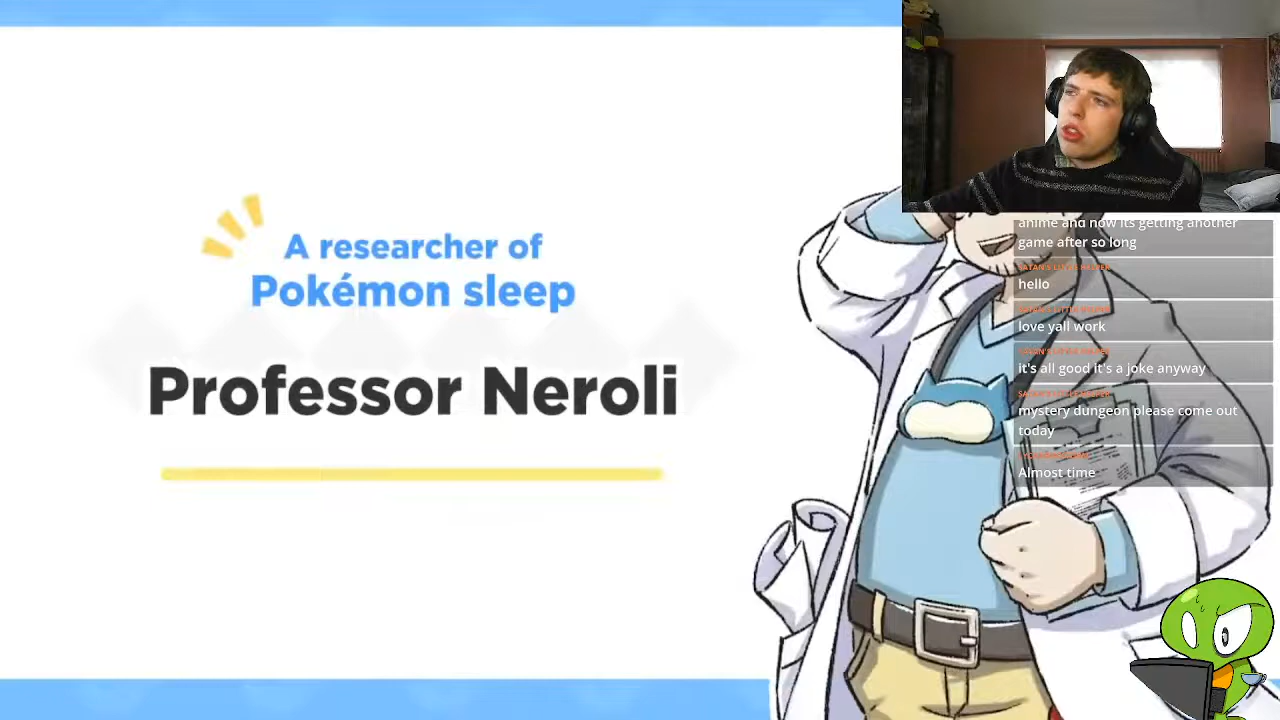 A researcher of
Pokémon sleep
Professor Neroli
anime and now its getting another
game after so long
hello
love yall work
it's all good it's a joke anyway
mystery dungeon please come out
today
Almost time